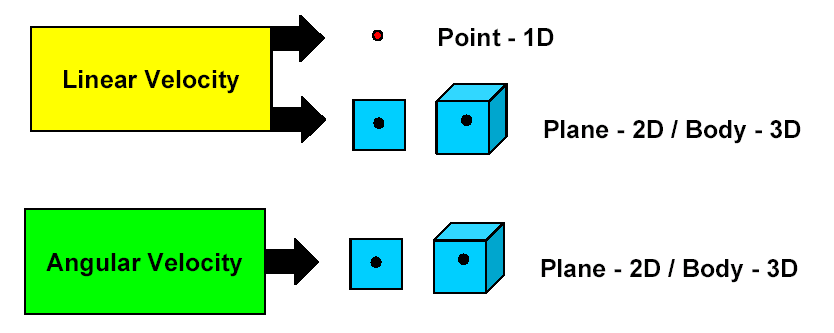 Linear Velocity
Point - 1D
Plane - 2D / Body - 3D
Angular Velocity
Plane - 2D / Body - 3D